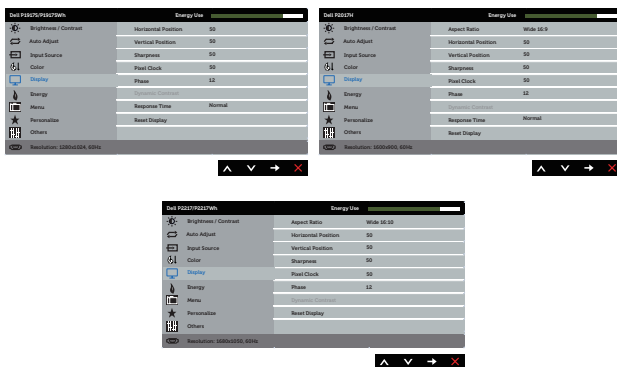 Dell P1917S/P1917SWh Energy Use
Brightness / Contrast Horizontal Position 50
Auto Adjust Vertical Position 50
Input Source Sharpness 50
Color Pixel Clock 50
Display Phase 12
Energy Dynamic Contrast
Menu Response Time Normal
Personalize Reset Display
Others
Resolution: 1280x1024, 60Hz
Dell P2017H Energy Use
Brightness / Contrast Aspect Ratio Wide 16:9
Auto Adjust Horizontal Position 50
Input Source Vertical Position 50
Color Sharpness 50
Display Pixel Clock 50
Energy Phase 12
Menu Dynamic Contrast
Personalize Response Time Normal
Others Reset Display
Resolution: 1600x900, 60Hz
Dell P2217/P2217Wh Energy Use
Brightness / Contrast Aspect Ratio Wide 16:10
Auto Adjust Horizontal Position 50
Input Source Vertical Position 50
Color Sharpness 50
Display Pixel Clock 50
Energy Phase 12
Menu Dynamic Contrast
Personalize Reset Display
Others
Resolution: 1680x1050, 60Hz